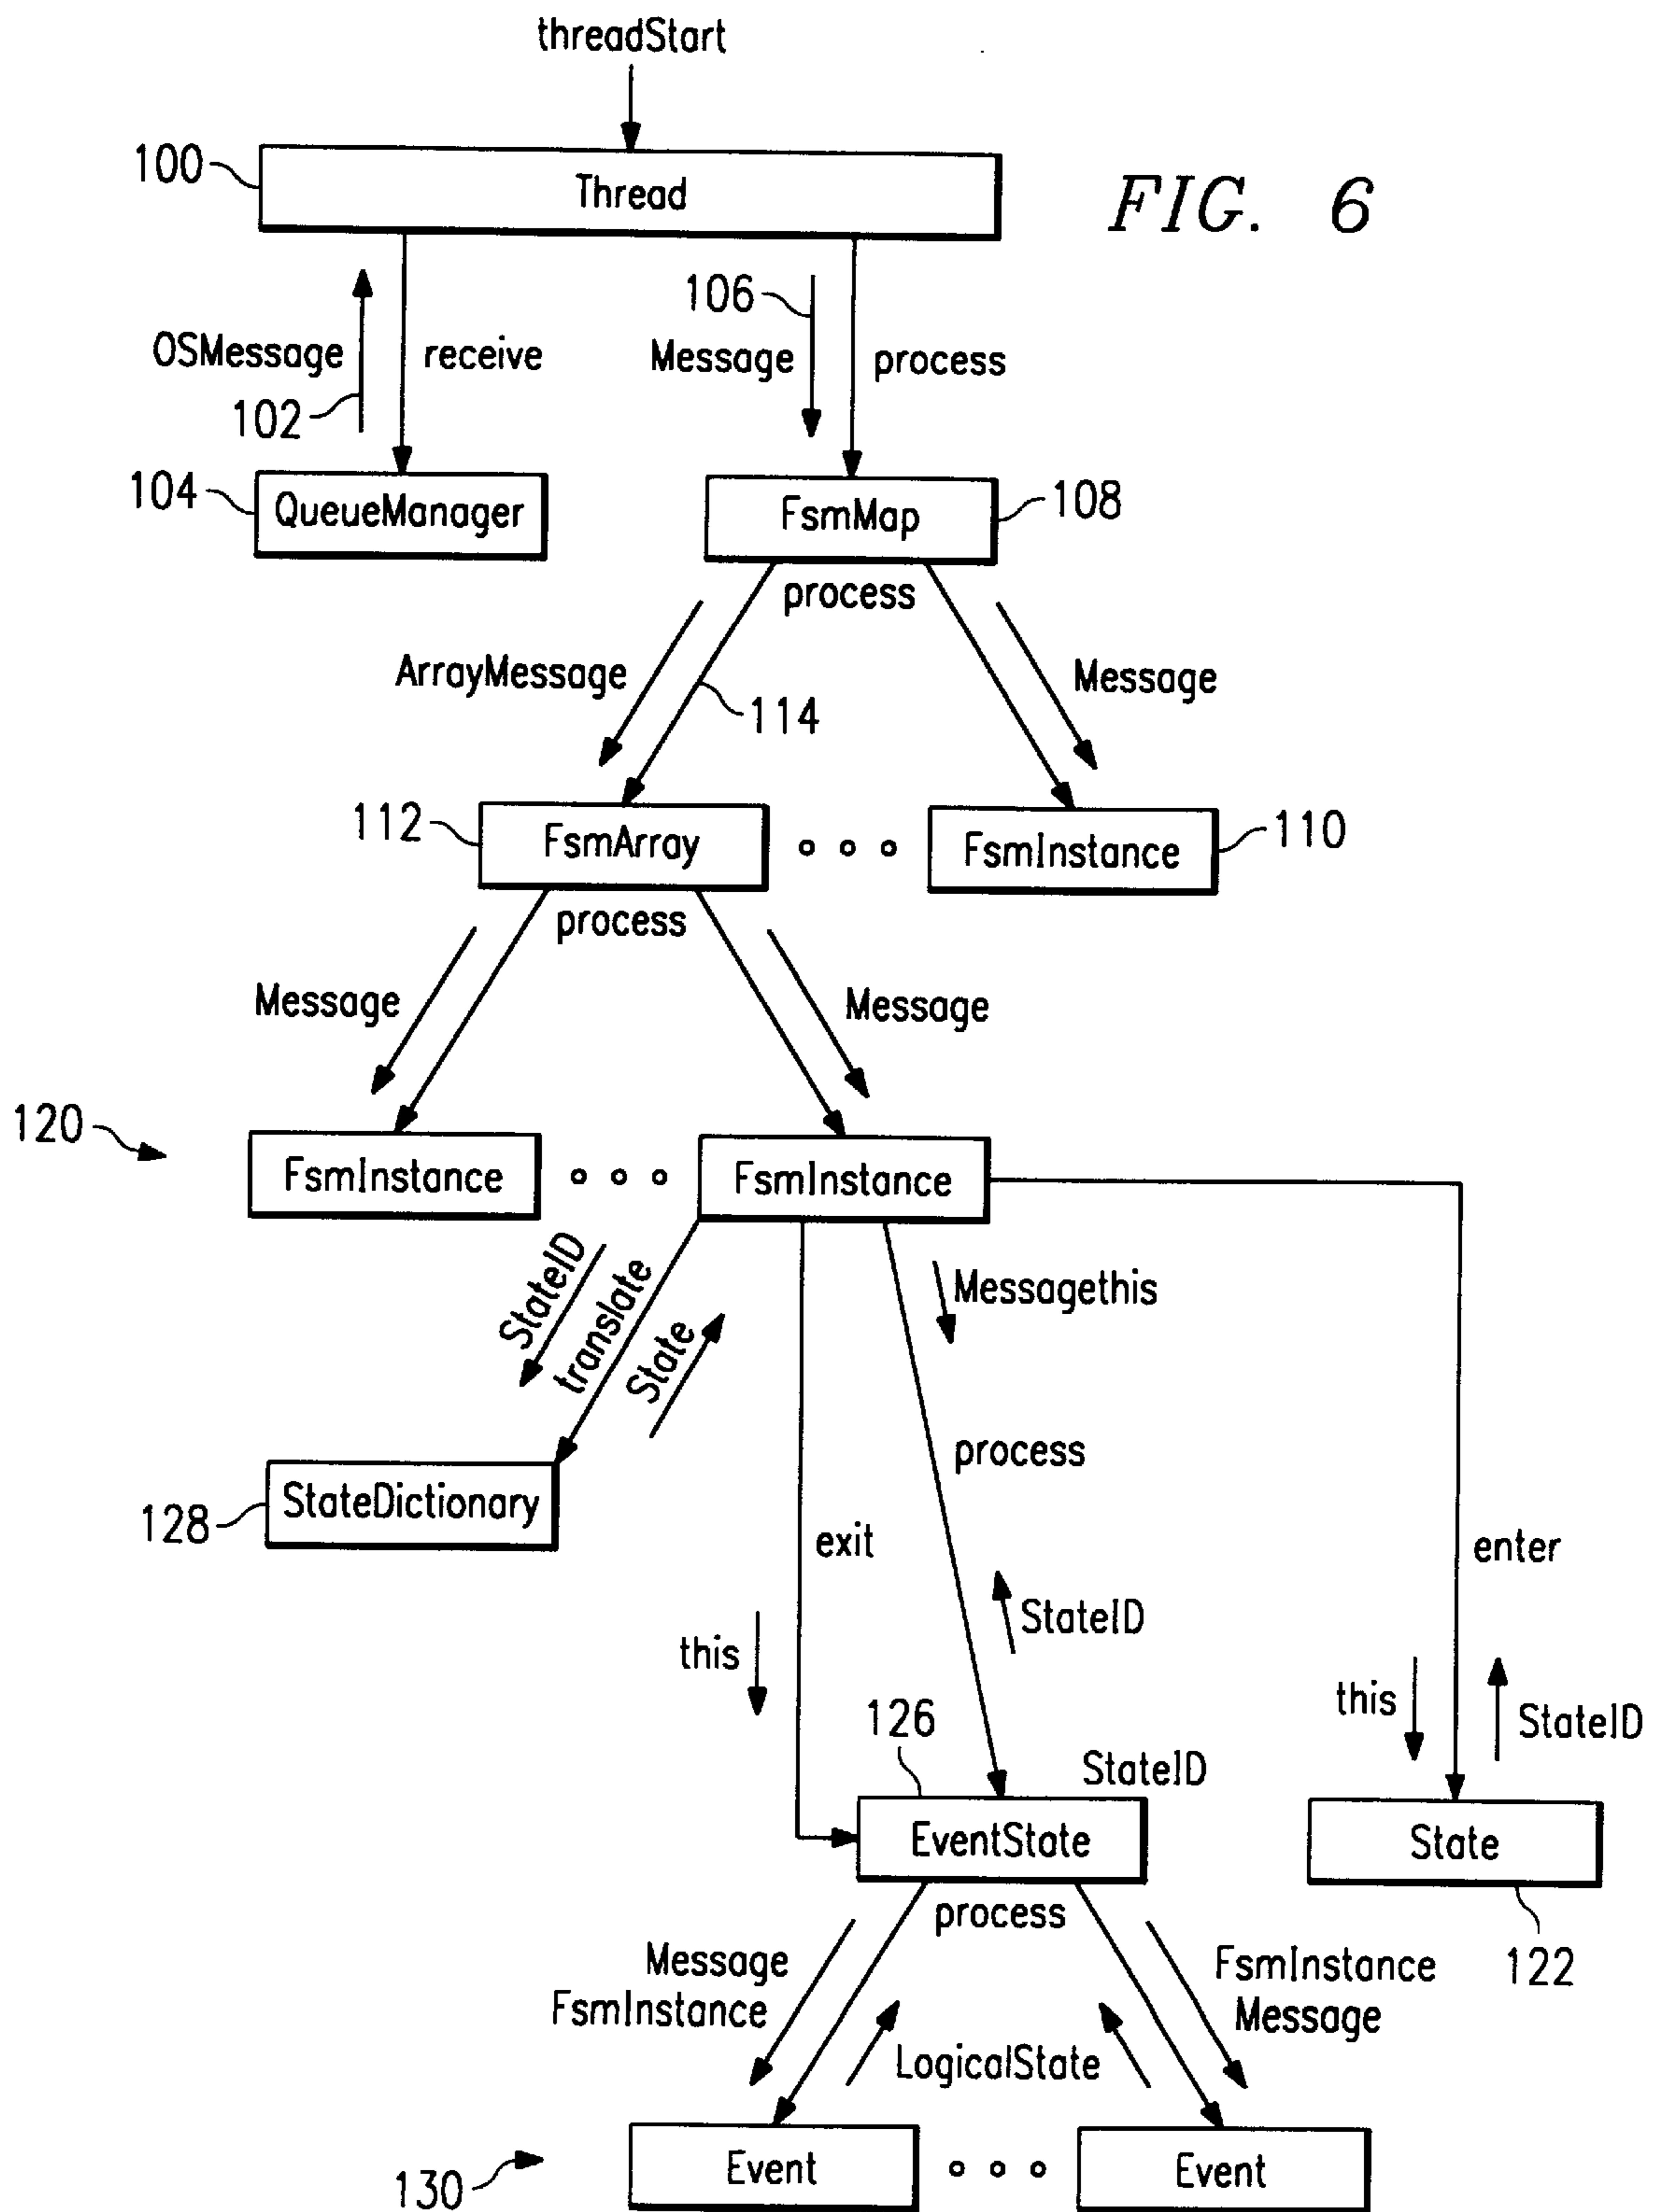 threadStart
100
Thread
FIG. 6
106
OSMessage
receive
Message
process
102
104
QueueManager
FsmMap
108
process
ArrayMessage
Message
114
112
FsmArray
FsmInstance
110
process
Message
Message
120
FsmInstance
FsmInstance
StateID
translate
State
Messagethis
process
StateDictionary
128
exit
enter
StateID
this
this
StateID
126
StateID
EventState
State
process
122
Message
FsmInstance
FsmInstance
Message
LogicalState
130
Event
Event